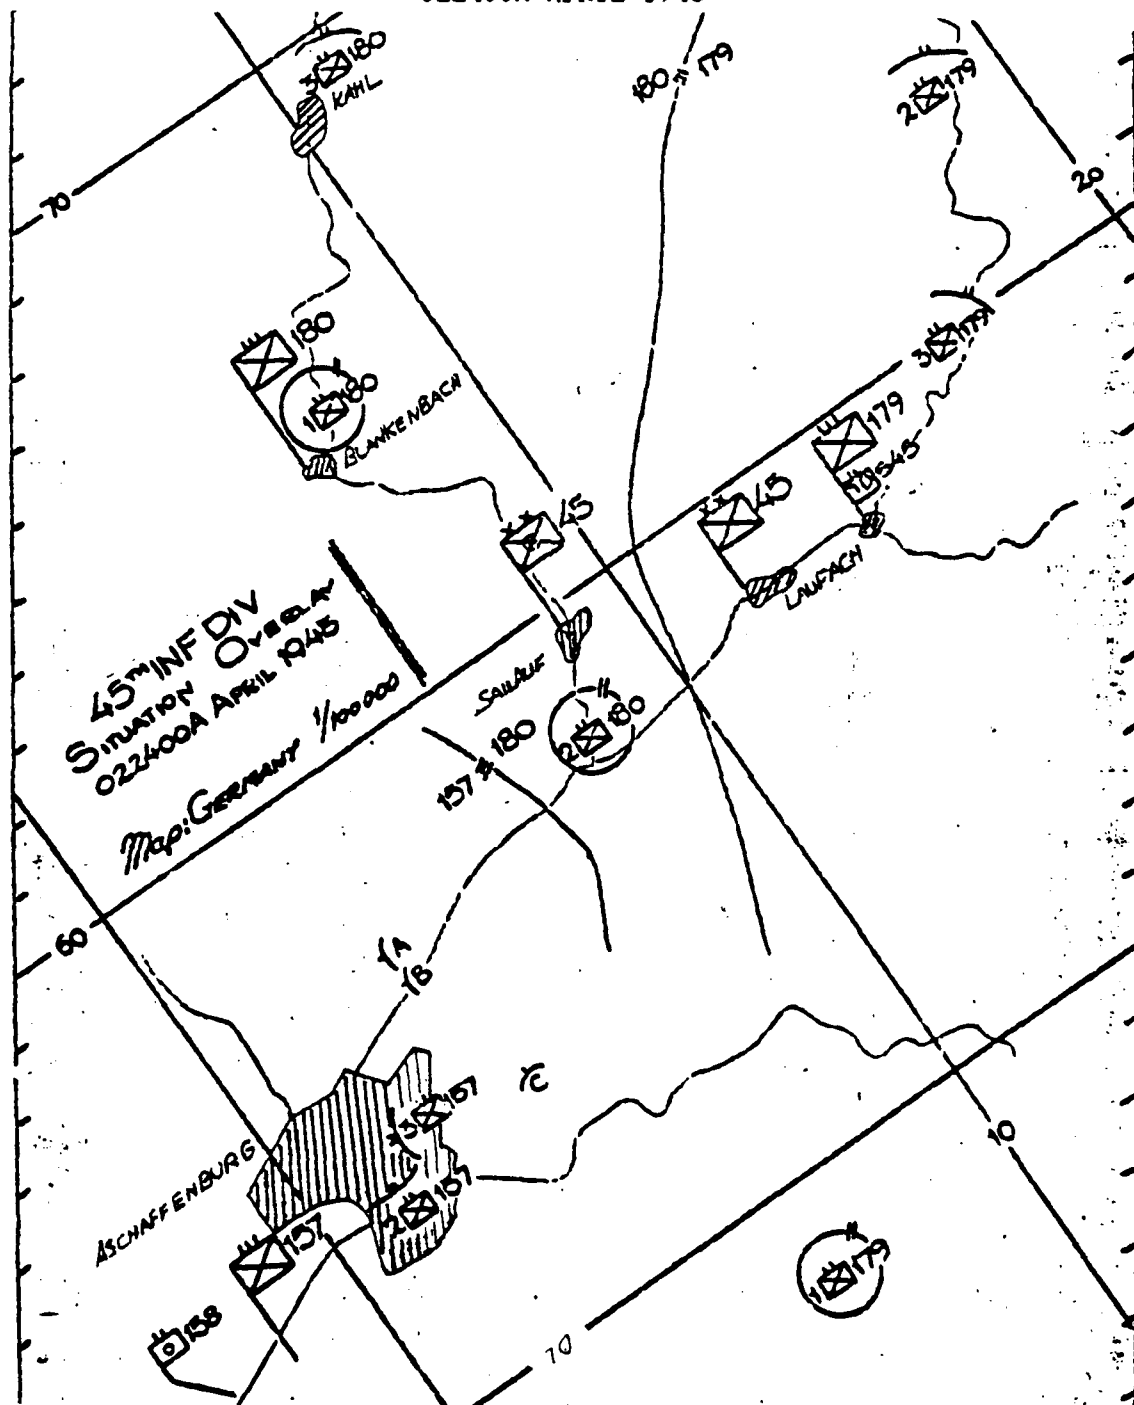 3 180
KAHL
180 179
2 179
70
20
180
1 180
BLANKENBACH
3 179
179
45
45
LAUFACH
45TH INF DIV
SITUATION OVERLAY
022400A APRIL 1945
Map: GERMANY 1/100000
SAILAUF
157 180
2 180
60
A
B
C
3 157
ASCHAFFENBURG
2 157
157
158
10
1 179
10